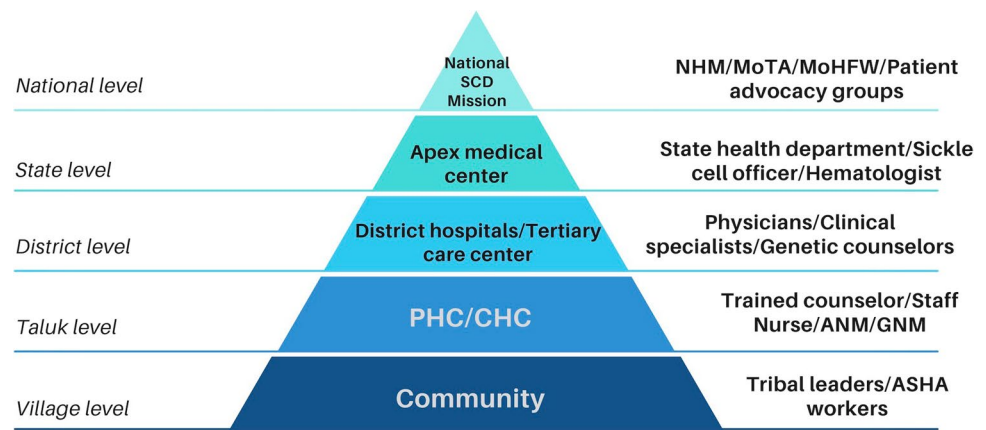 National level
National
SCD
Mission
NHM/MoTA/MoHFW/Patient
advocacy groups
State level
Apex medical
center
State health department/Sickle
cell officer/Hematologist
District level
District hospitals/Tertiary
care center
Physicians/Clinical
specialists/Genetic counselors
Taluk level
PHC/CHC
Trained counselor/Staff
Nurse/ANM/GNM
Village level
Community
Tribal leaders/ASHA
workers